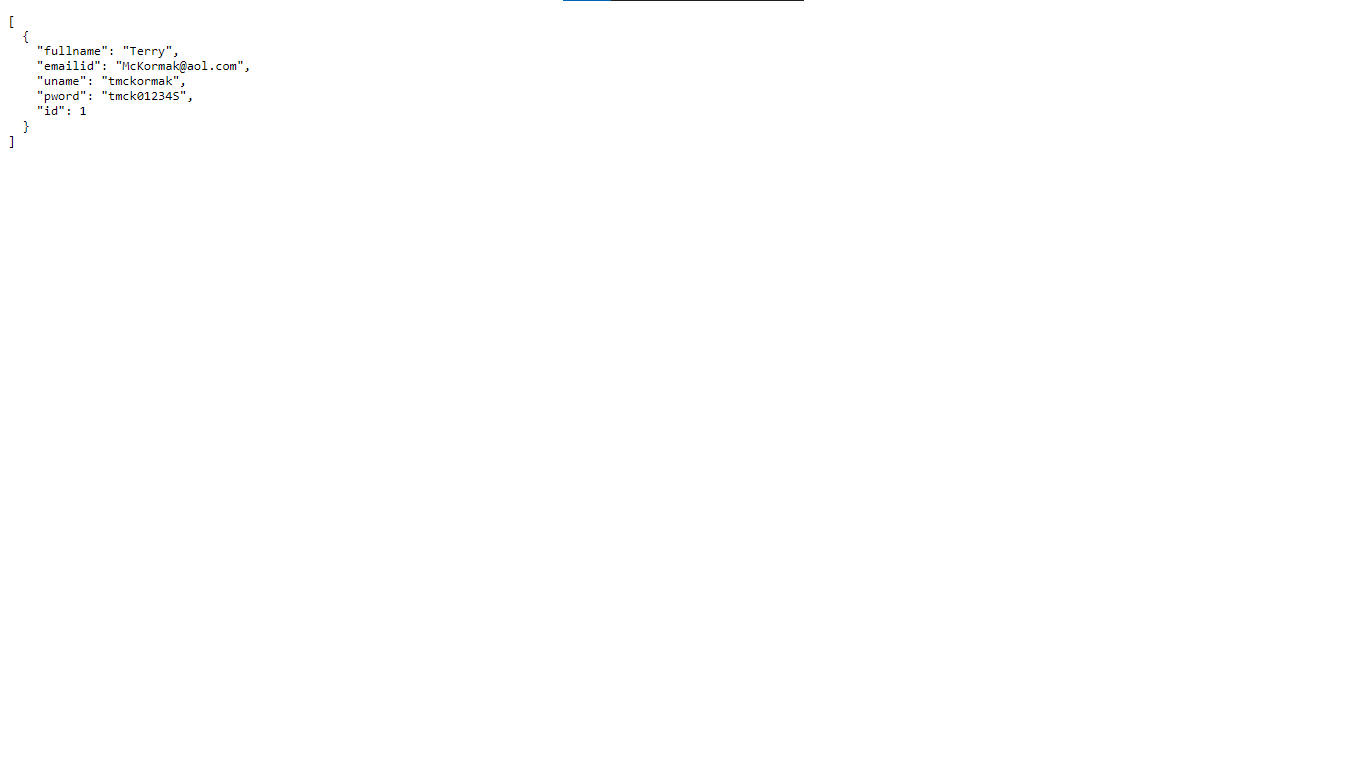 [
  {
    "fullname": "Terry",
    "emailid": "McKormak@aol.com",
    "uname": "tmckormak",
    "pword": "tmck01234S",
    "id": 1
  }
]